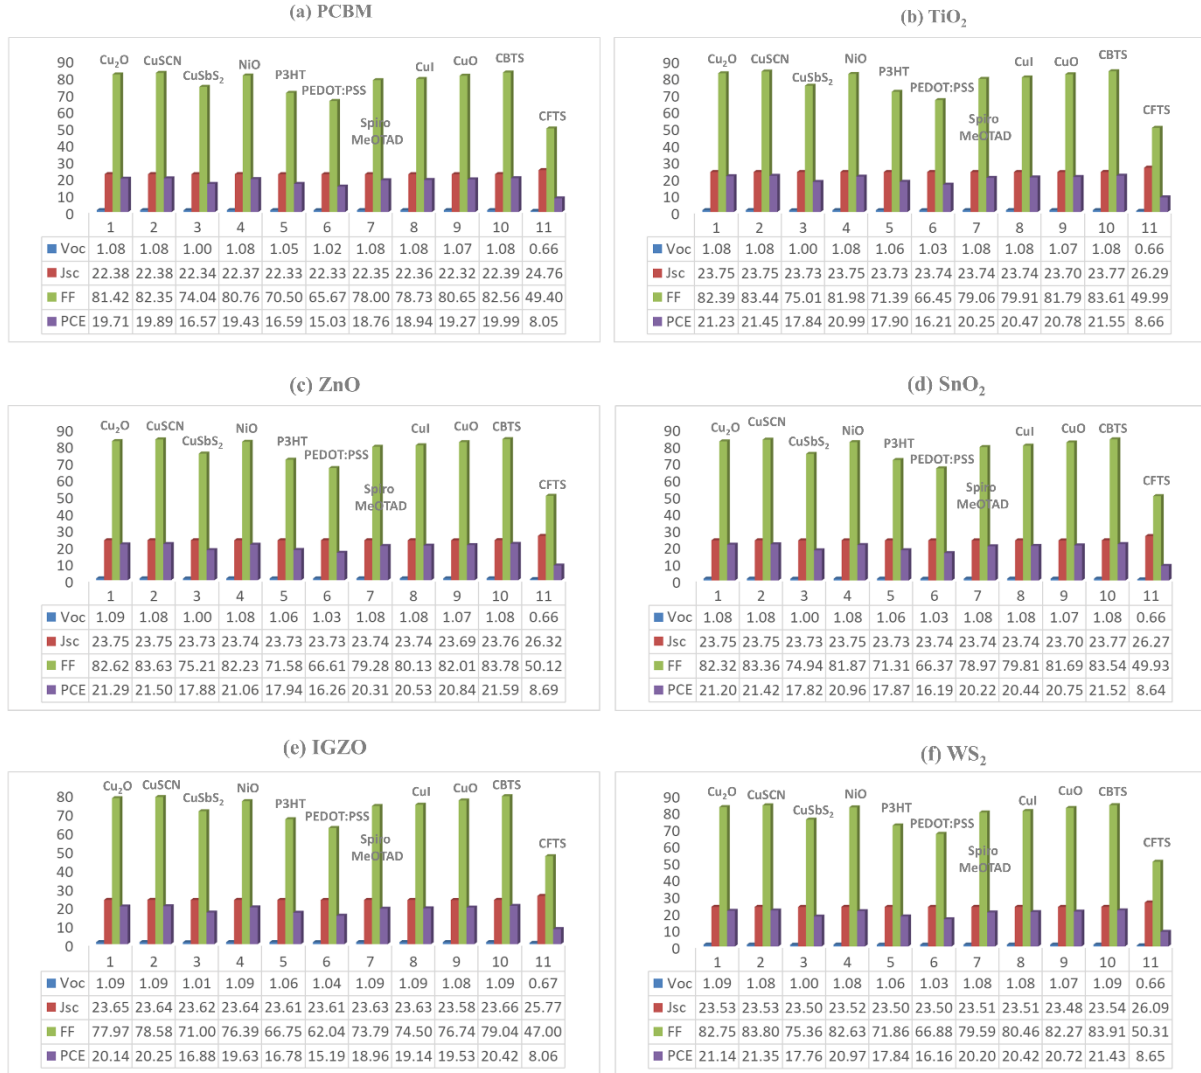 (a) PCBM
Cu₂O CuSCN CuSbS₂ NiO P3HT PEDOT:PSS Spiro MeOTAD CuI CuO CBTS CFTS
90
80
70
60
50
40
30
20
10
0
1 2 3 4 5 6 7 8 9 10 11
Voc 1.08 1.08 1.00 1.08 1.05 1.02 1.08 1.08 1.07 1.08 0.66
Jsc 22.38 22.38 22.34 22.37 22.33 22.33 22.35 22.36 22.32 22.39 24.76
FF 81.42 82.35 74.04 80.76 70.50 65.67 78.00 78.73 80.65 82.56 49.40
PCE 19.71 19.89 16.57 19.43 16.59 15.03 18.76 18.94 19.27 19.99 8.05
(b) TiO₂
Cu₂O CuSCN CuSbS₂ NiO P3HT PEDOT:PSS Spiro MeOTAD CuI CuO CBTS CFTS
90
80
70
60
50
40
30
20
10
0
1 2 3 4 5 6 7 8 9 10 11
Voc 1.08 1.08 1.00 1.08 1.06 1.03 1.08 1.08 1.07 1.08 0.66
Jsc 23.75 23.75 23.73 23.75 23.73 23.74 23.74 23.74 23.70 23.77 26.29
FF 82.39 83.44 75.01 81.98 71.39 66.45 79.06 79.91 81.79 83.61 49.99
PCE 21.23 21.45 17.84 20.99 17.90 16.21 20.25 20.47 20.78 21.55 8.66
(c) ZnO
Cu₂O CuSCN CuSbS₂ NiO P3HT PEDOT:PSS Spiro MeOTAD CuI CuO CBTS CFTS
90
80
70
60
50
40
30
20
10
0
1 2 3 4 5 6 7 8 9 10 11
Voc 1.09 1.08 1.00 1.08 1.06 1.03 1.08 1.08 1.07 1.08 0.66
Jsc 23.75 23.75 23.73 23.74 23.73 23.73 23.74 23.74 23.69 23.76 26.32
FF 82.62 83.63 75.21 82.23 71.58 66.61 79.28 80.13 82.01 83.78 50.12
PCE 21.29 21.50 17.88 21.06 17.94 16.26 20.31 20.53 20.84 21.59 8.69
(d) SnO₂
Cu₂O CuSCN CuSbS₂ NiO P3HT PEDOT:PSS Spiro MeOTAD CuI CuO CBTS CFTS
90
80
70
60
50
40
30
20
10
0
1 2 3 4 5 6 7 8 9 10 11
Voc 1.08 1.08 1.00 1.08 1.06 1.03 1.08 1.08 1.07 1.08 0.66
Jsc 23.75 23.75 23.73 23.75 23.73 23.74 23.74 23.74 23.70 23.77 26.27
FF 82.32 83.36 74.94 81.87 71.31 66.37 78.97 79.81 81.69 83.54 49.93
PCE 21.20 21.42 17.82 20.96 17.87 16.19 20.22 20.44 20.75 21.52 8.64
(e) IGZO
Cu₂O CuSCN CuSbS₂ NiO P3HT PEDOT:PSS Spiro MeOTAD CuI CuO CBTS CFTS
80
70
60
50
40
30
20
10
0
1 2 3 4 5 6 7 8 9 10 11
Voc 1.09 1.09 1.01 1.09 1.06 1.04 1.09 1.09 1.08 1.09 0.67
Jsc 23.65 23.64 23.62 23.64 23.61 23.61 23.63 23.63 23.58 23.66 25.77
FF 77.97 78.58 71.00 76.39 66.75 62.04 73.79 74.50 76.74 79.04 47.00
PCE 20.14 20.25 16.88 19.63 16.78 15.19 18.96 19.14 19.53 20.42 8.06
(f) WS₂
Cu₂O CuSCN CuSbS₂ NiO P3HT PEDOT:PSS Spiro MeOTAD CuI CuO CBTS CFTS
90
80
70
60
50
40
30
20
10
0
1 2 3 4 5 6 7 8 9 10 11
Voc 1.09 1.08 1.00 1.08 1.06 1.03 1.08 1.08 1.07 1.09 0.66
Jsc 23.53 23.53 23.50 23.52 23.50 23.50 23.51 23.51 23.48 23.54 26.09
FF 82.75 83.80 75.36 82.63 71.86 66.88 79.59 80.46 82.27 83.91 50.31
PCE 21.14 21.35 17.76 20.97 17.84 16.16 20.20 20.42 20.72 21.43 8.65